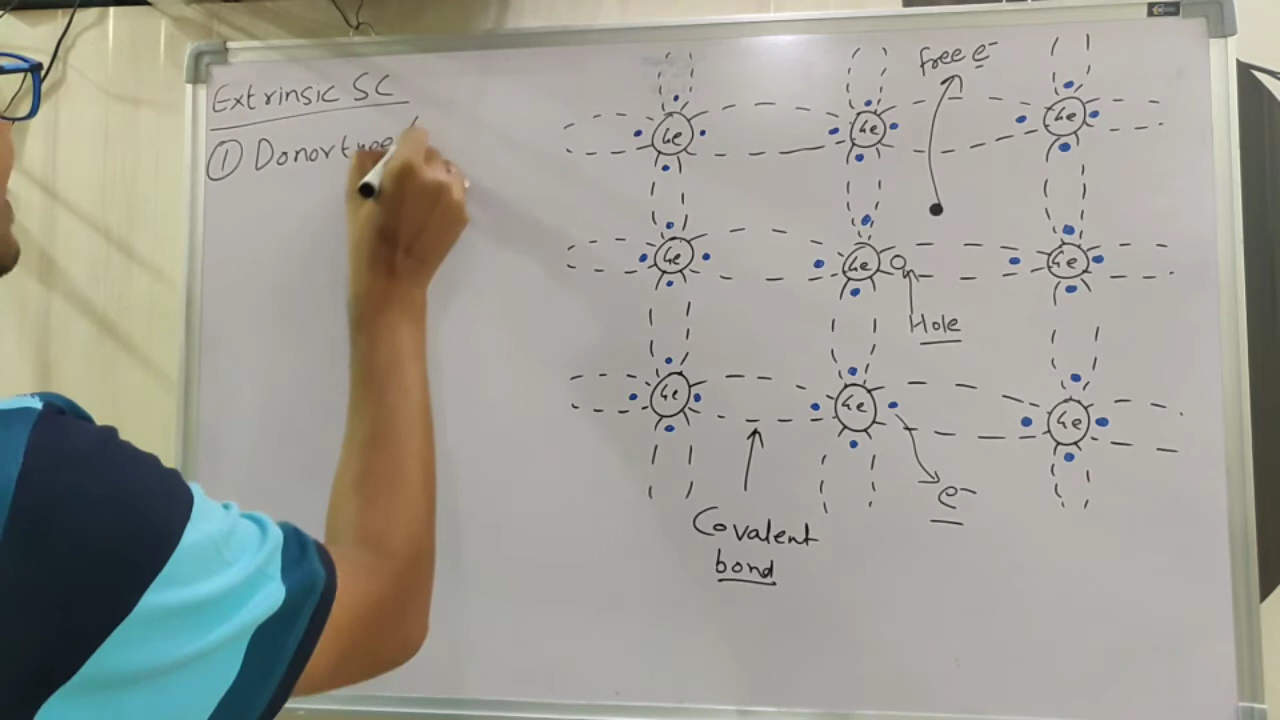 Extrinsic SC
① Donor type
free e⁻
Ge Ge Ge
Ge Ge Ge
Hole
Ge Ge Ge
e⁻
Covalent
bond